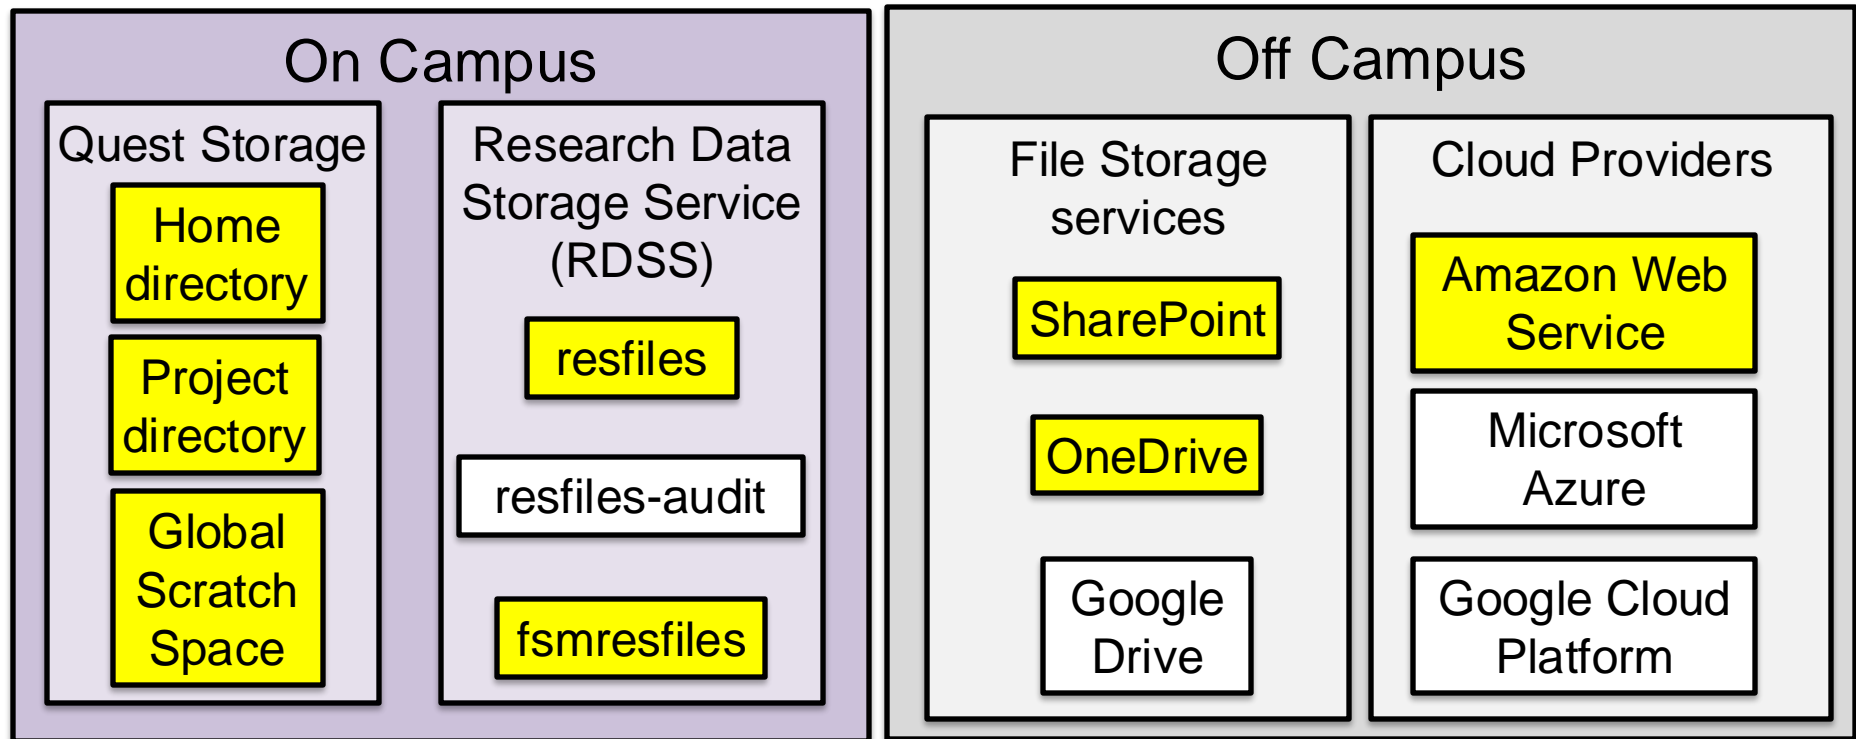 On Campus
Quest Storage
Home
directory
Project
directory
Global
Scratch
Space
Research Data
Storage Service
(RDSS)
resfiles
resfiles-audit
fsmresfiles
Off Campus
File Storage
services
SharePoint
OneDrive
Google
Drive
Cloud Providers
Amazon Web
Service
Microsoft
Azure
Google Cloud
Platform